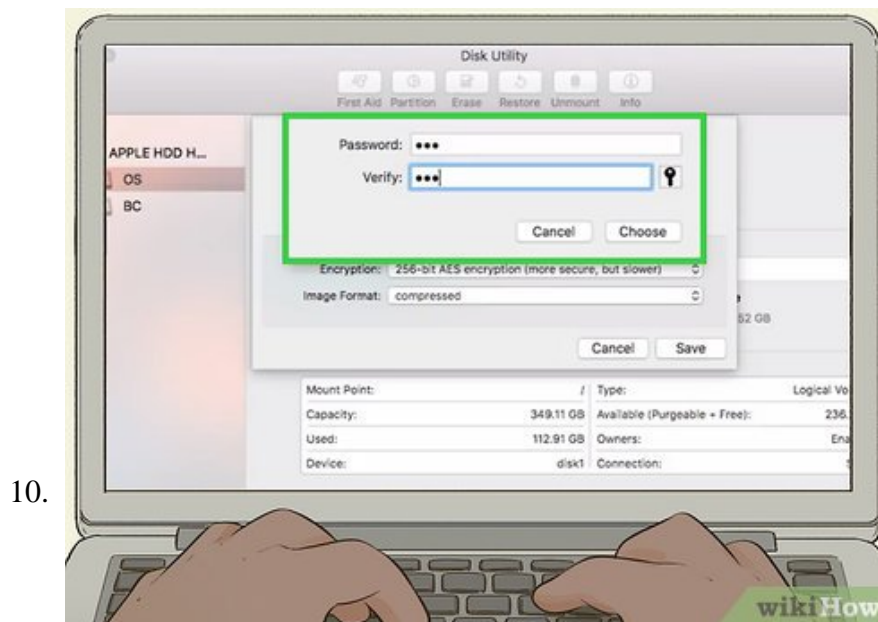 Disk Utility
First Aid Partition Erase Restore Unmount Info
APPLE HDD H...
OS
BC
Password: •••
Verify: •••
Cancel Choose
Encryption: 256-bit AES encryption (more secure, but slower)
Image Format: compressed
52 GB
Cancel Save
Mount Point: / Type: Logical Vo
Capacity: 349.11 GB Available (Purgeable + Free): 236.
Used: 112.91 GB Owners: Ena
Device: disk1 Connection:
10.
wikiHow